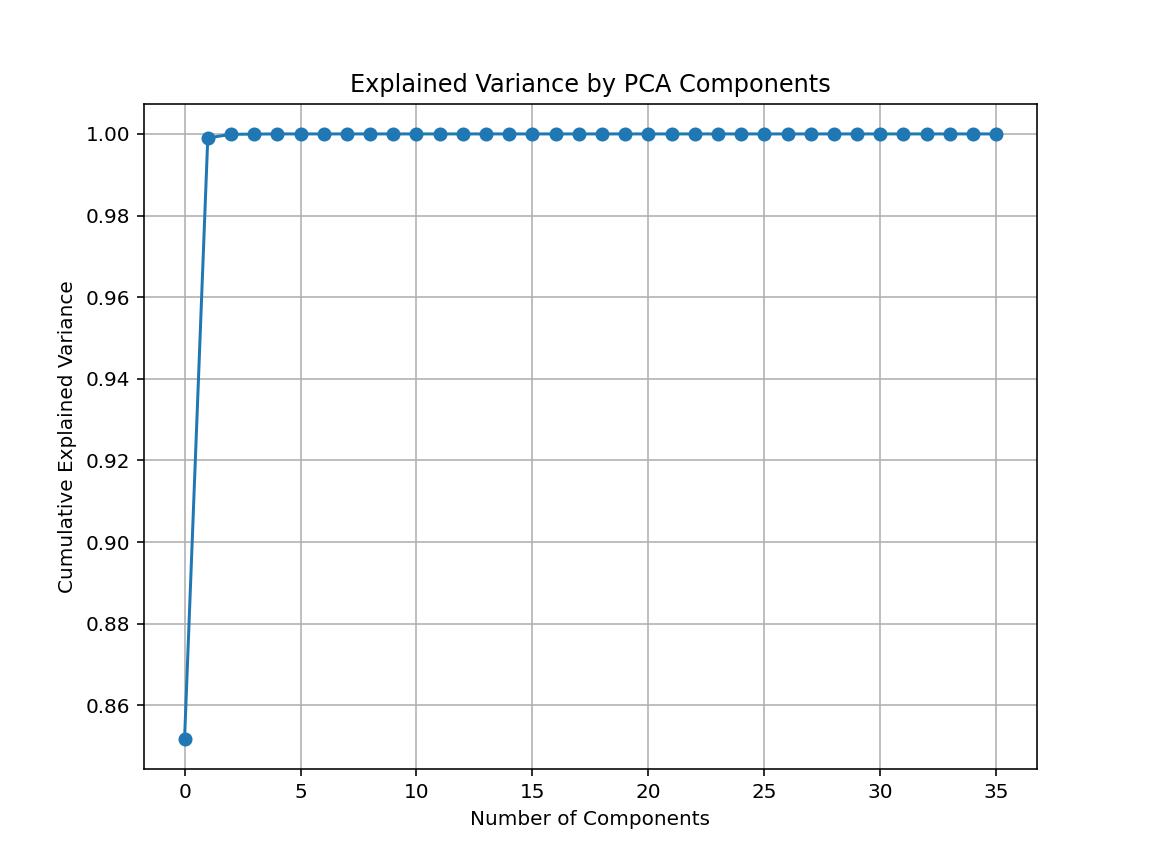 Explained Variance by PCA Components
Cumulative Explained Variance
1.00
0.98
0.96
0.94
0.92
0.90
0.88
0.86
0 5 10 15 20 25 30 35
Number of Components